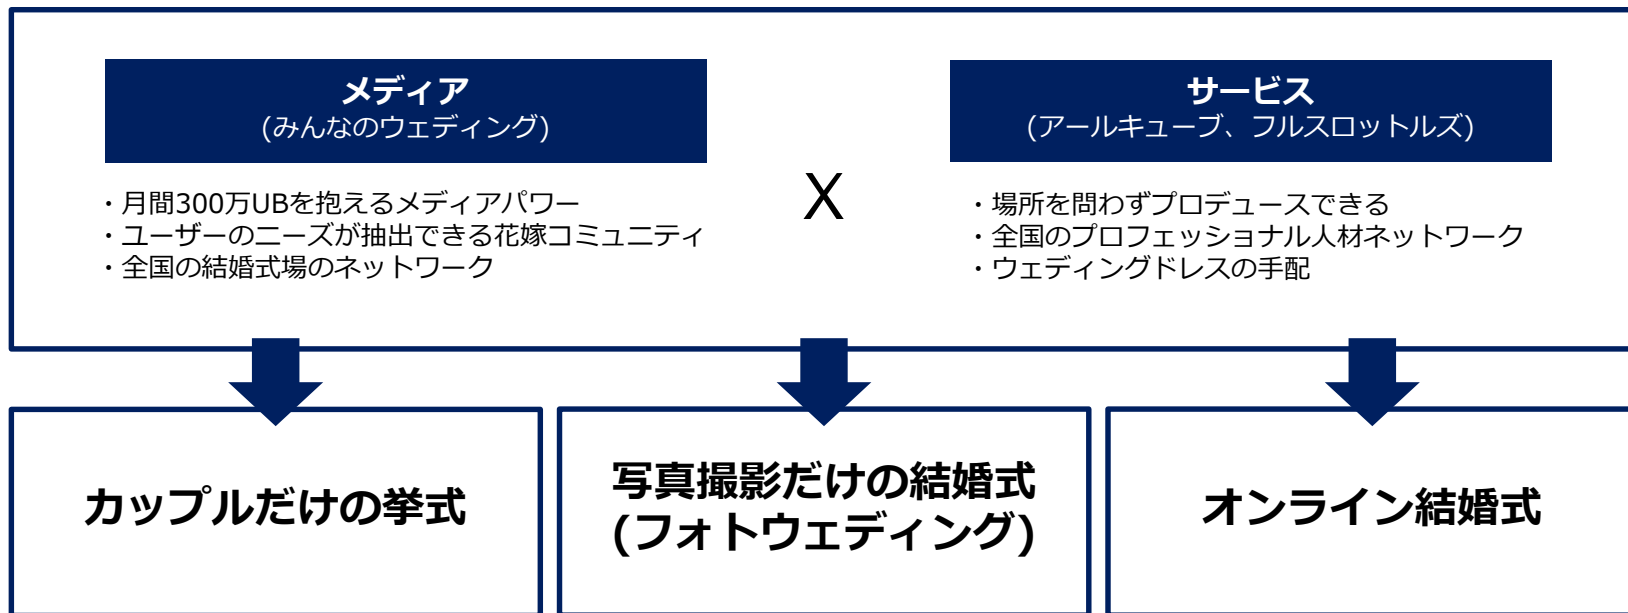 メディア
(みんなのウェディング)
・月間300万UBを抱えるメディアパワー
・ユーザーのニーズが抽出できる花嫁コミュニティ
・全国の結婚式場のネットワーク
X
サービス
(アールキューブ、フルスロットルズ)
・場所を問わずプロデュースできる
・全国のプロフェッショナル人材ネットワーク
・ウェディングドレスの手配
カップルだけの挙式
写真撮影だけの結婚式
(フォトウェディング)
オンライン結婚式